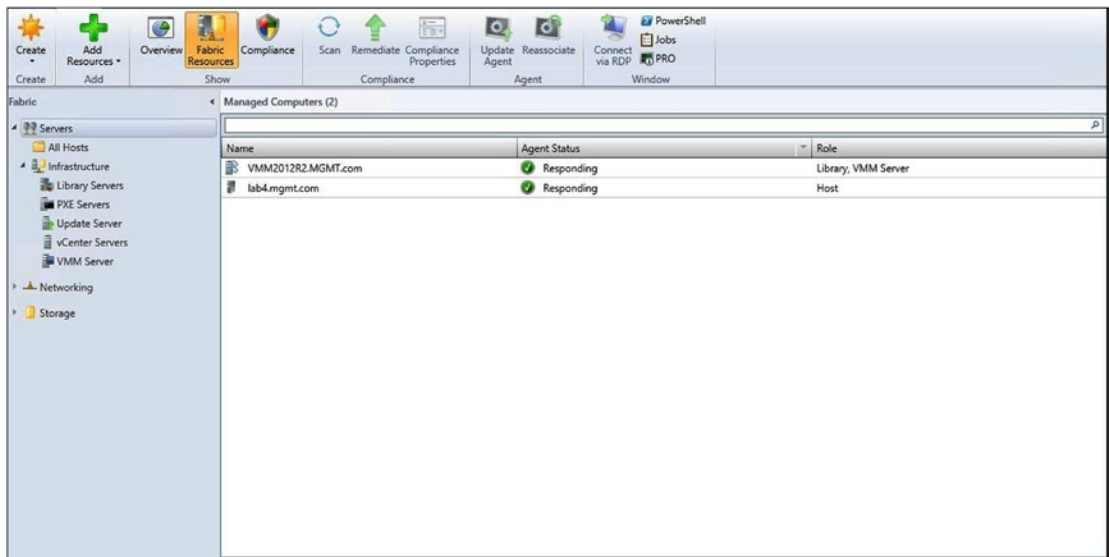 Create
Add Resources
Overview
Fabric Resources
Compliance
Scan
Remediate
Compliance Properties
Update Agent
Reassociate
Connect via RDP
PowerShell
Jobs
PRO
Create
Add
Show
Compliance
Agent
Window
Fabric
Managed Computers (2)
Servers
All Hosts
Infrastructure
Library Servers
PXE Servers
Update Server
vCenter Servers
VMM Server
Networking
Storage
Name Agent Status Role
VMM2012R2.MGMT.com Responding Library, VMM Server
lab4.mgmt.com Responding Host